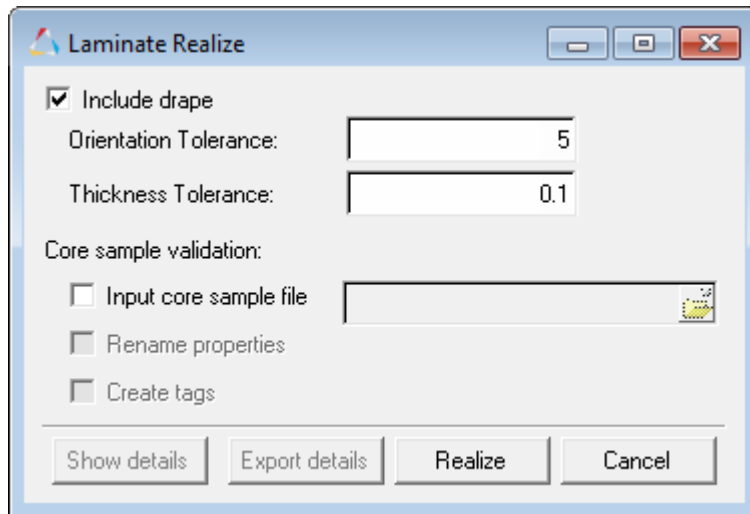 Laminate Realize
Include drape
Orientation Tolerance: 5
Thickness Tolerance: 0.1
Core sample validation:
Input core sample file
Rename properties
Create tags
Show details Export details Realize Cancel